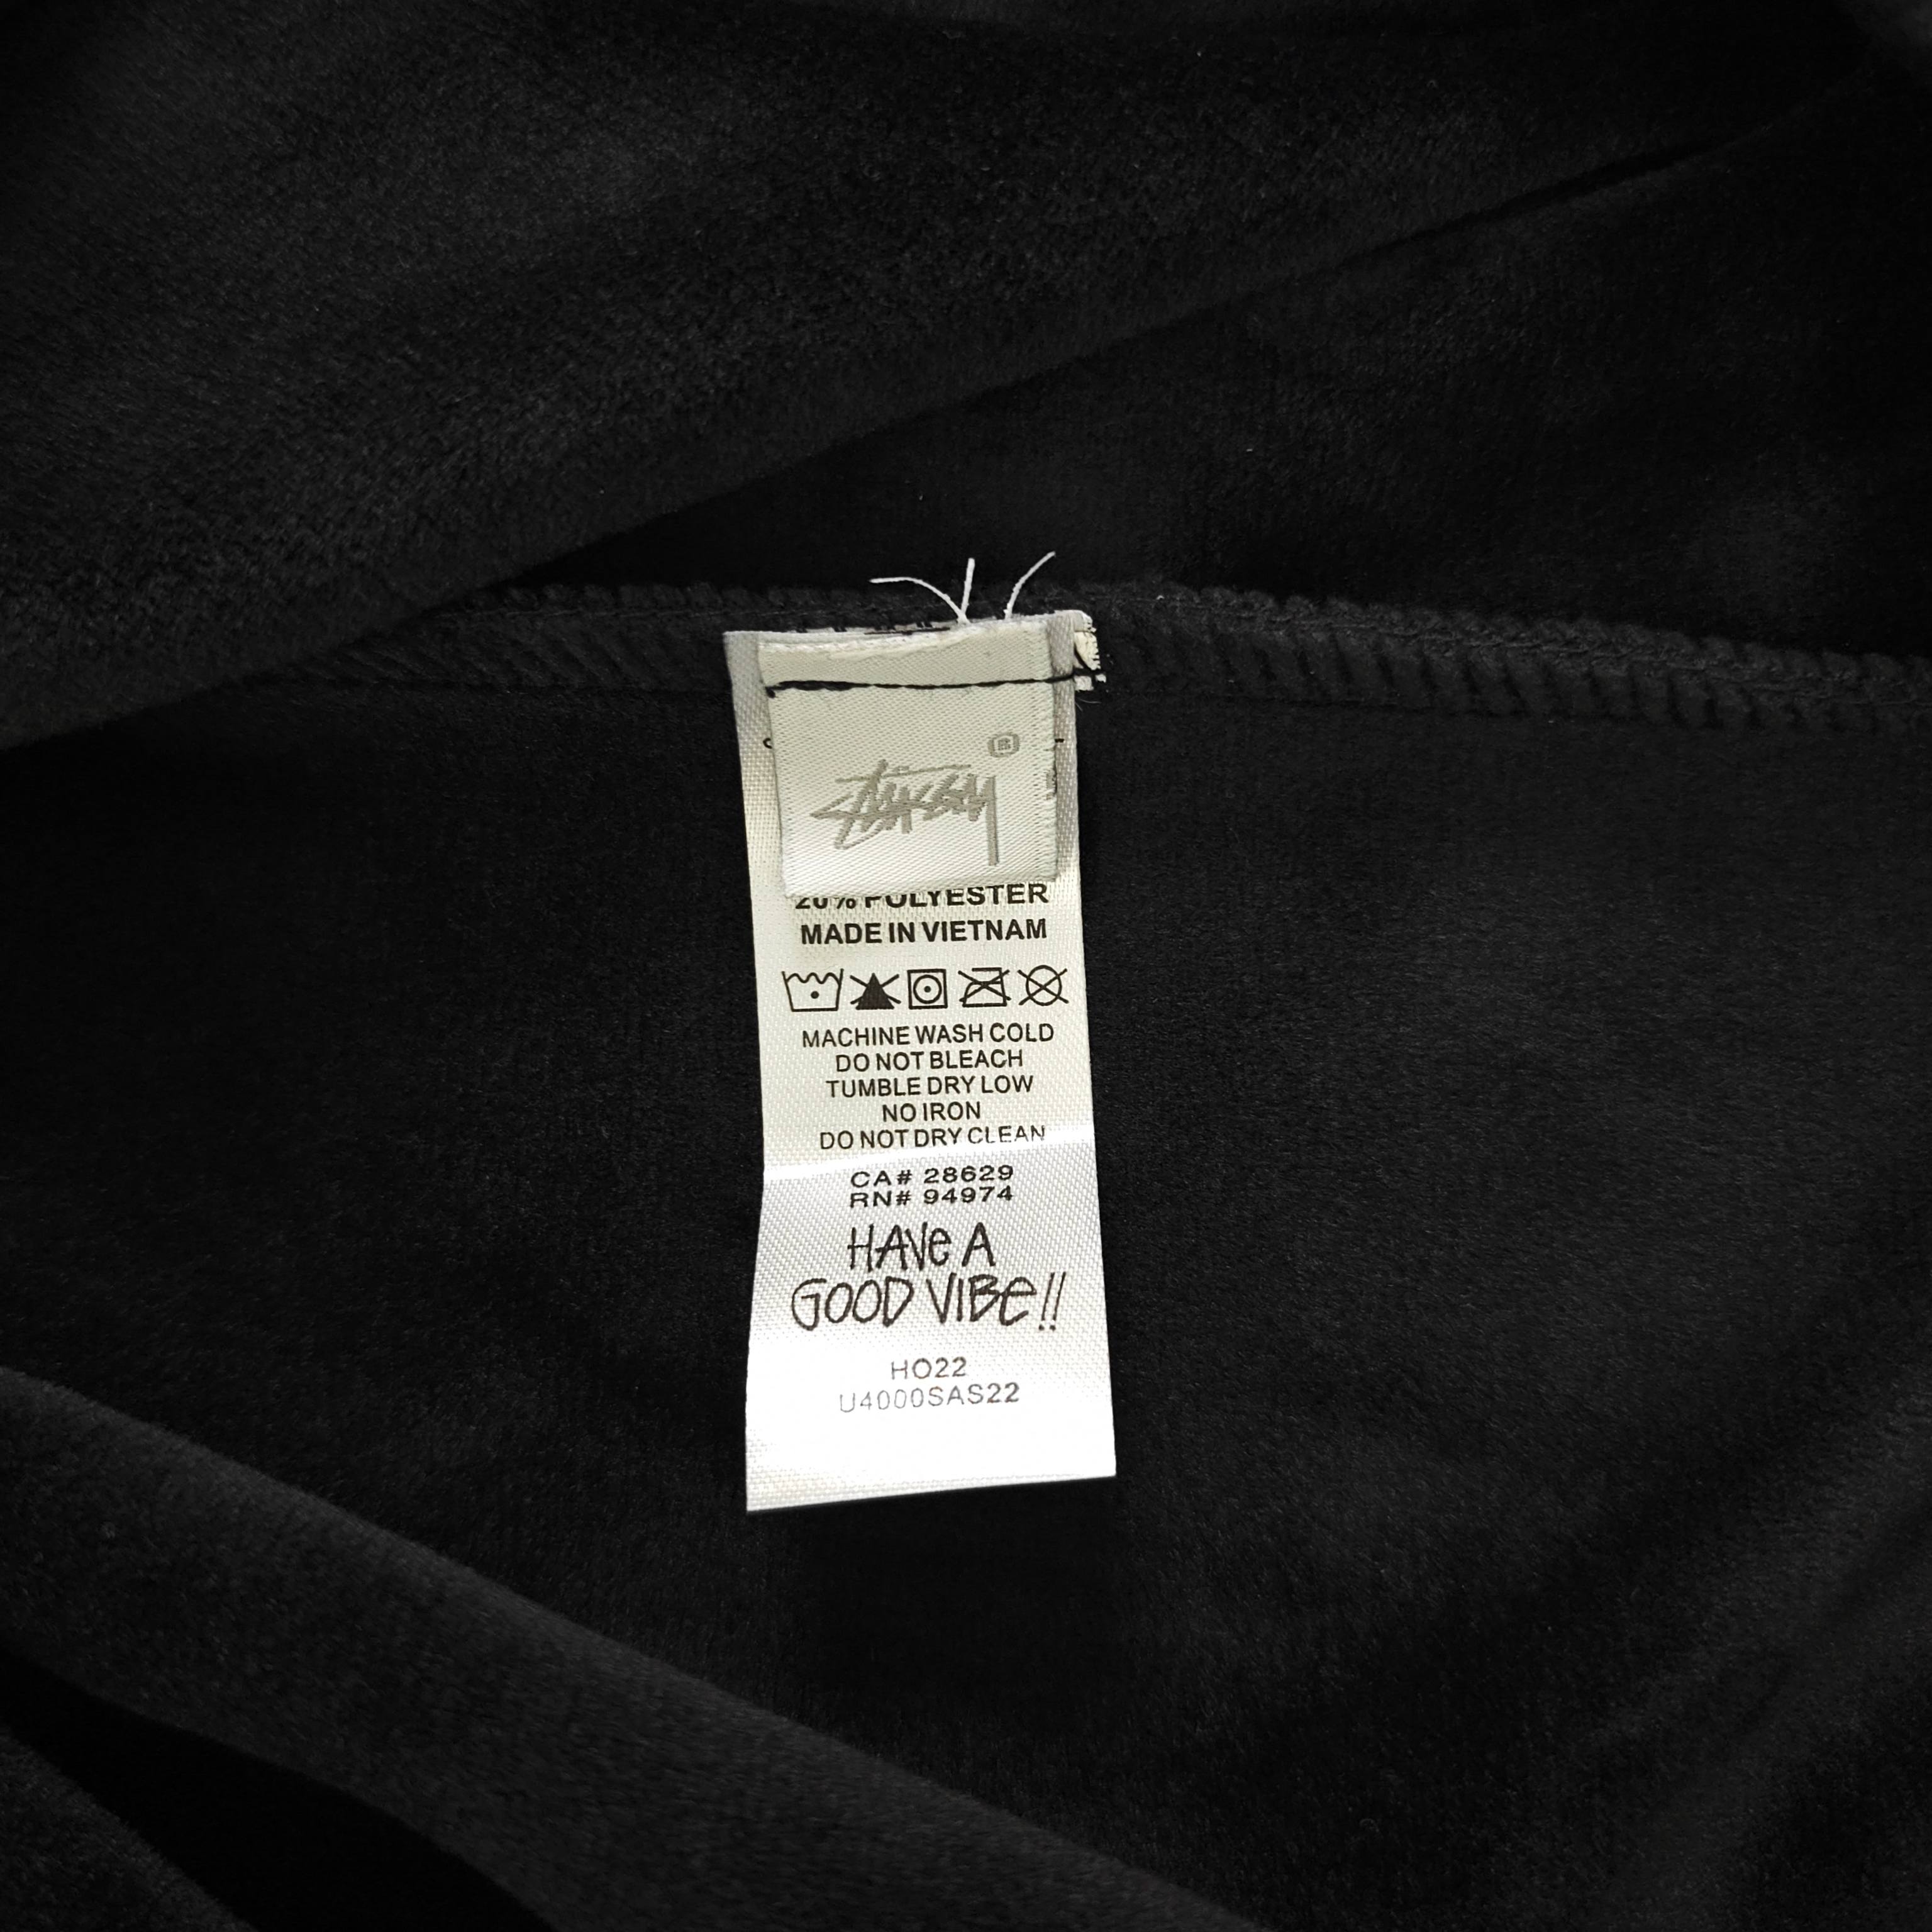 STÜSSY ®
20% POLYESTER
MADE IN VIETNAM
MACHINE WASH COLD
DO NOT BLEACH
TUMBLE DRY LOW
NO IRON
DO NOT DRY CLEAN
CA# 28629
RN# 94974
HAVe A
GOOD VIBe!!
HO22
U4000SAS22